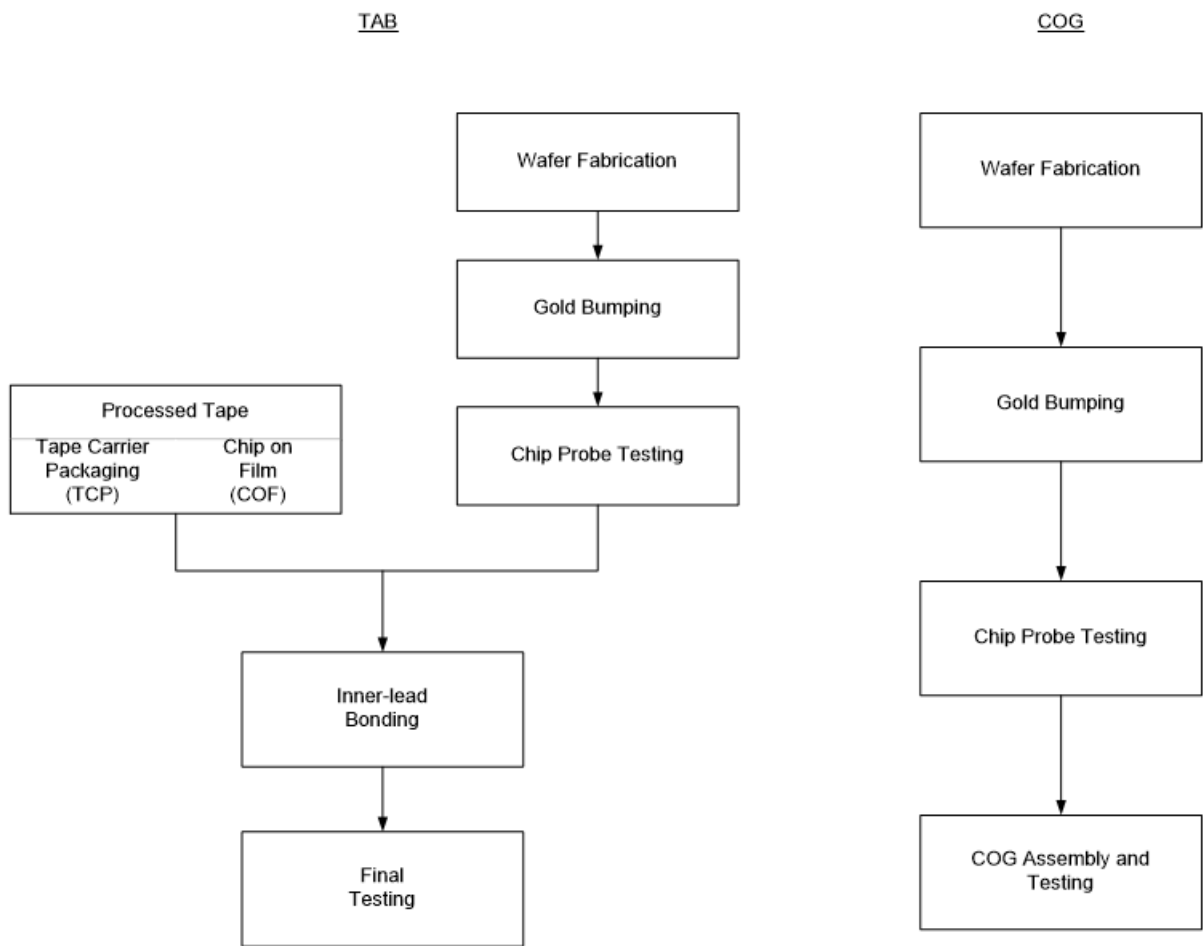 TAB
COG
Wafer Fabrication
Wafer Fabrication
Gold Bumping
Gold Bumping
Processed Tape
Tape Carrier
Packaging
(TCP)
Chip on
Film
(COF)
Chip Probe Testing
Chip Probe Testing
Inner-lead
Bonding
Final
Testing
COG Assembly and
Testing